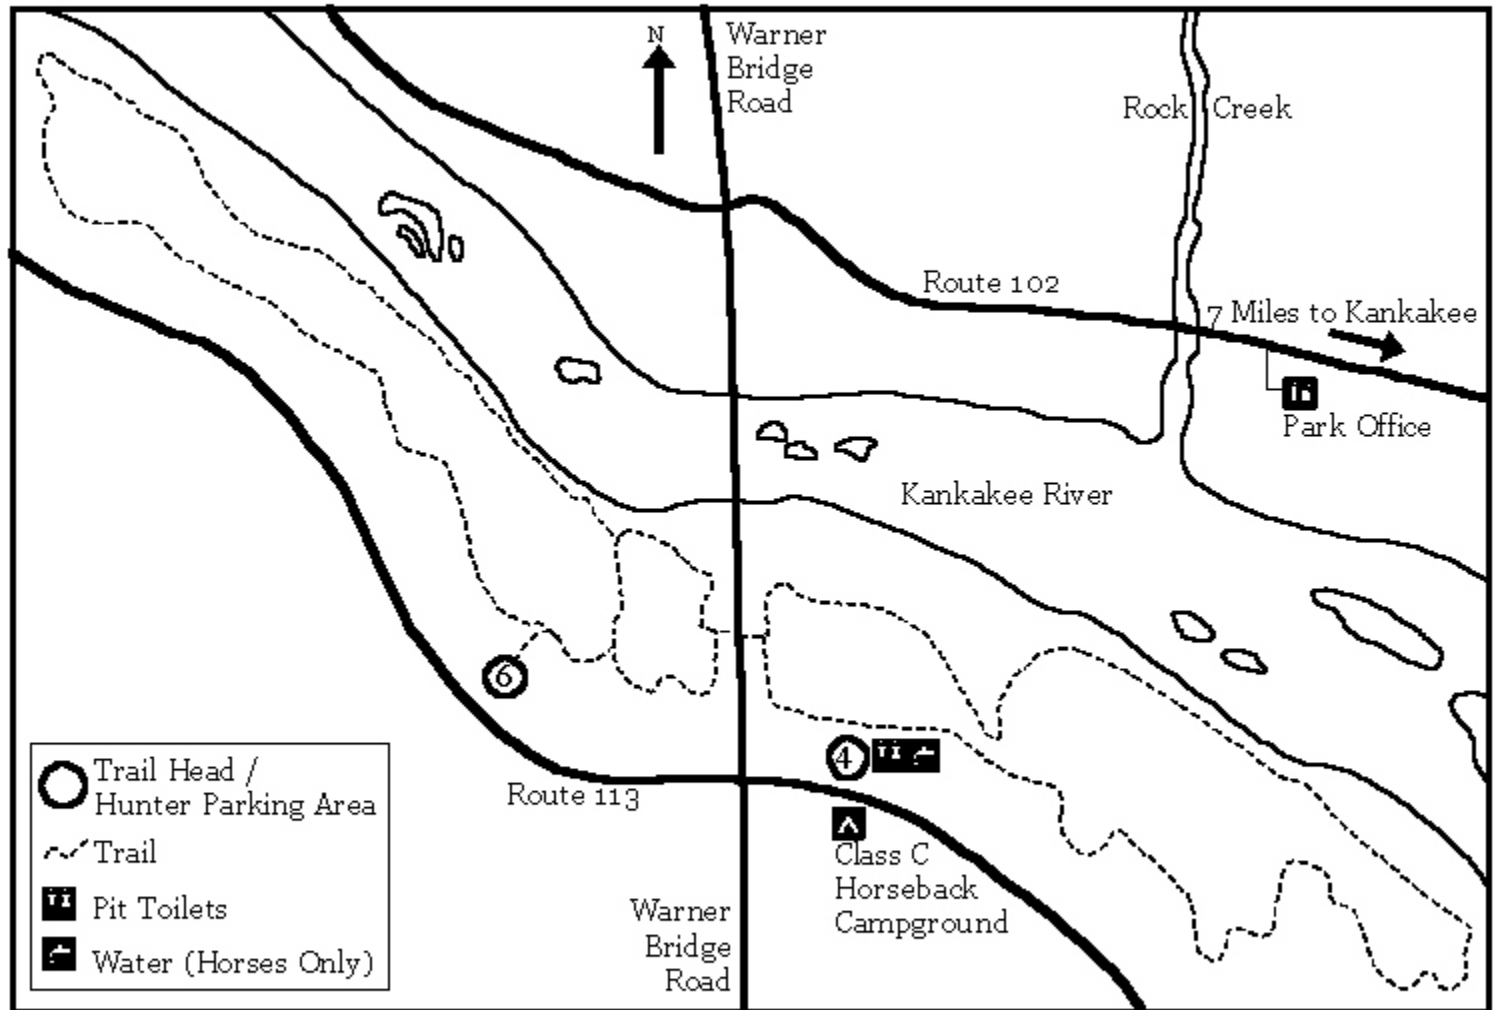 N
Warner
Bridge
Road
Rock Creek
Route 102
7 Miles to Kankakee
Park Office
Kankakee River
6
4
Route 113
Class C
Horseback
Campground
Warner
Bridge
Road
Trail Head /
Hunter Parking Area
Trail
Pit Toilets
Water (Horses Only)